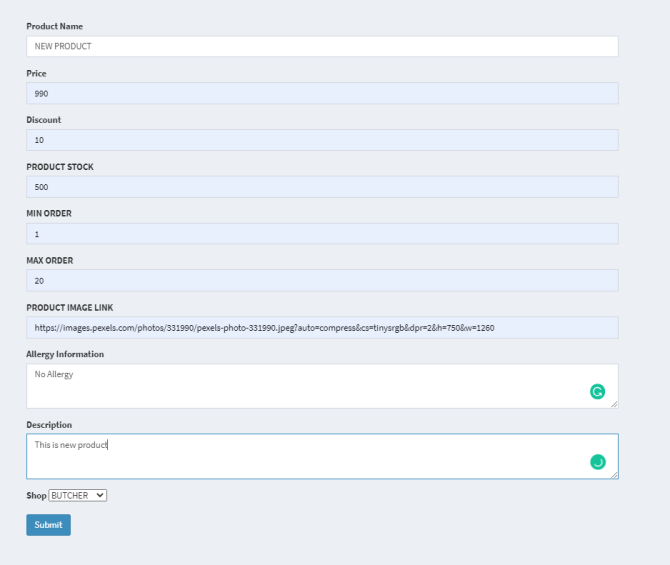 Product Name
NEW PRODUCT
Price
990
Discount
10
PRODUCT STOCK
500
MIN ORDER
1
MAX ORDER
20
PRODUCT IMAGE LINK
https://images.pexels.com/photos/331990/pexels-photo-331990.jpeg?auto=compress&cs=tinysrgb&dpr=2&h=750&w=1260
Allergy Information
No Allergy
Description
This is new product
Shop BUTCHER
Submit